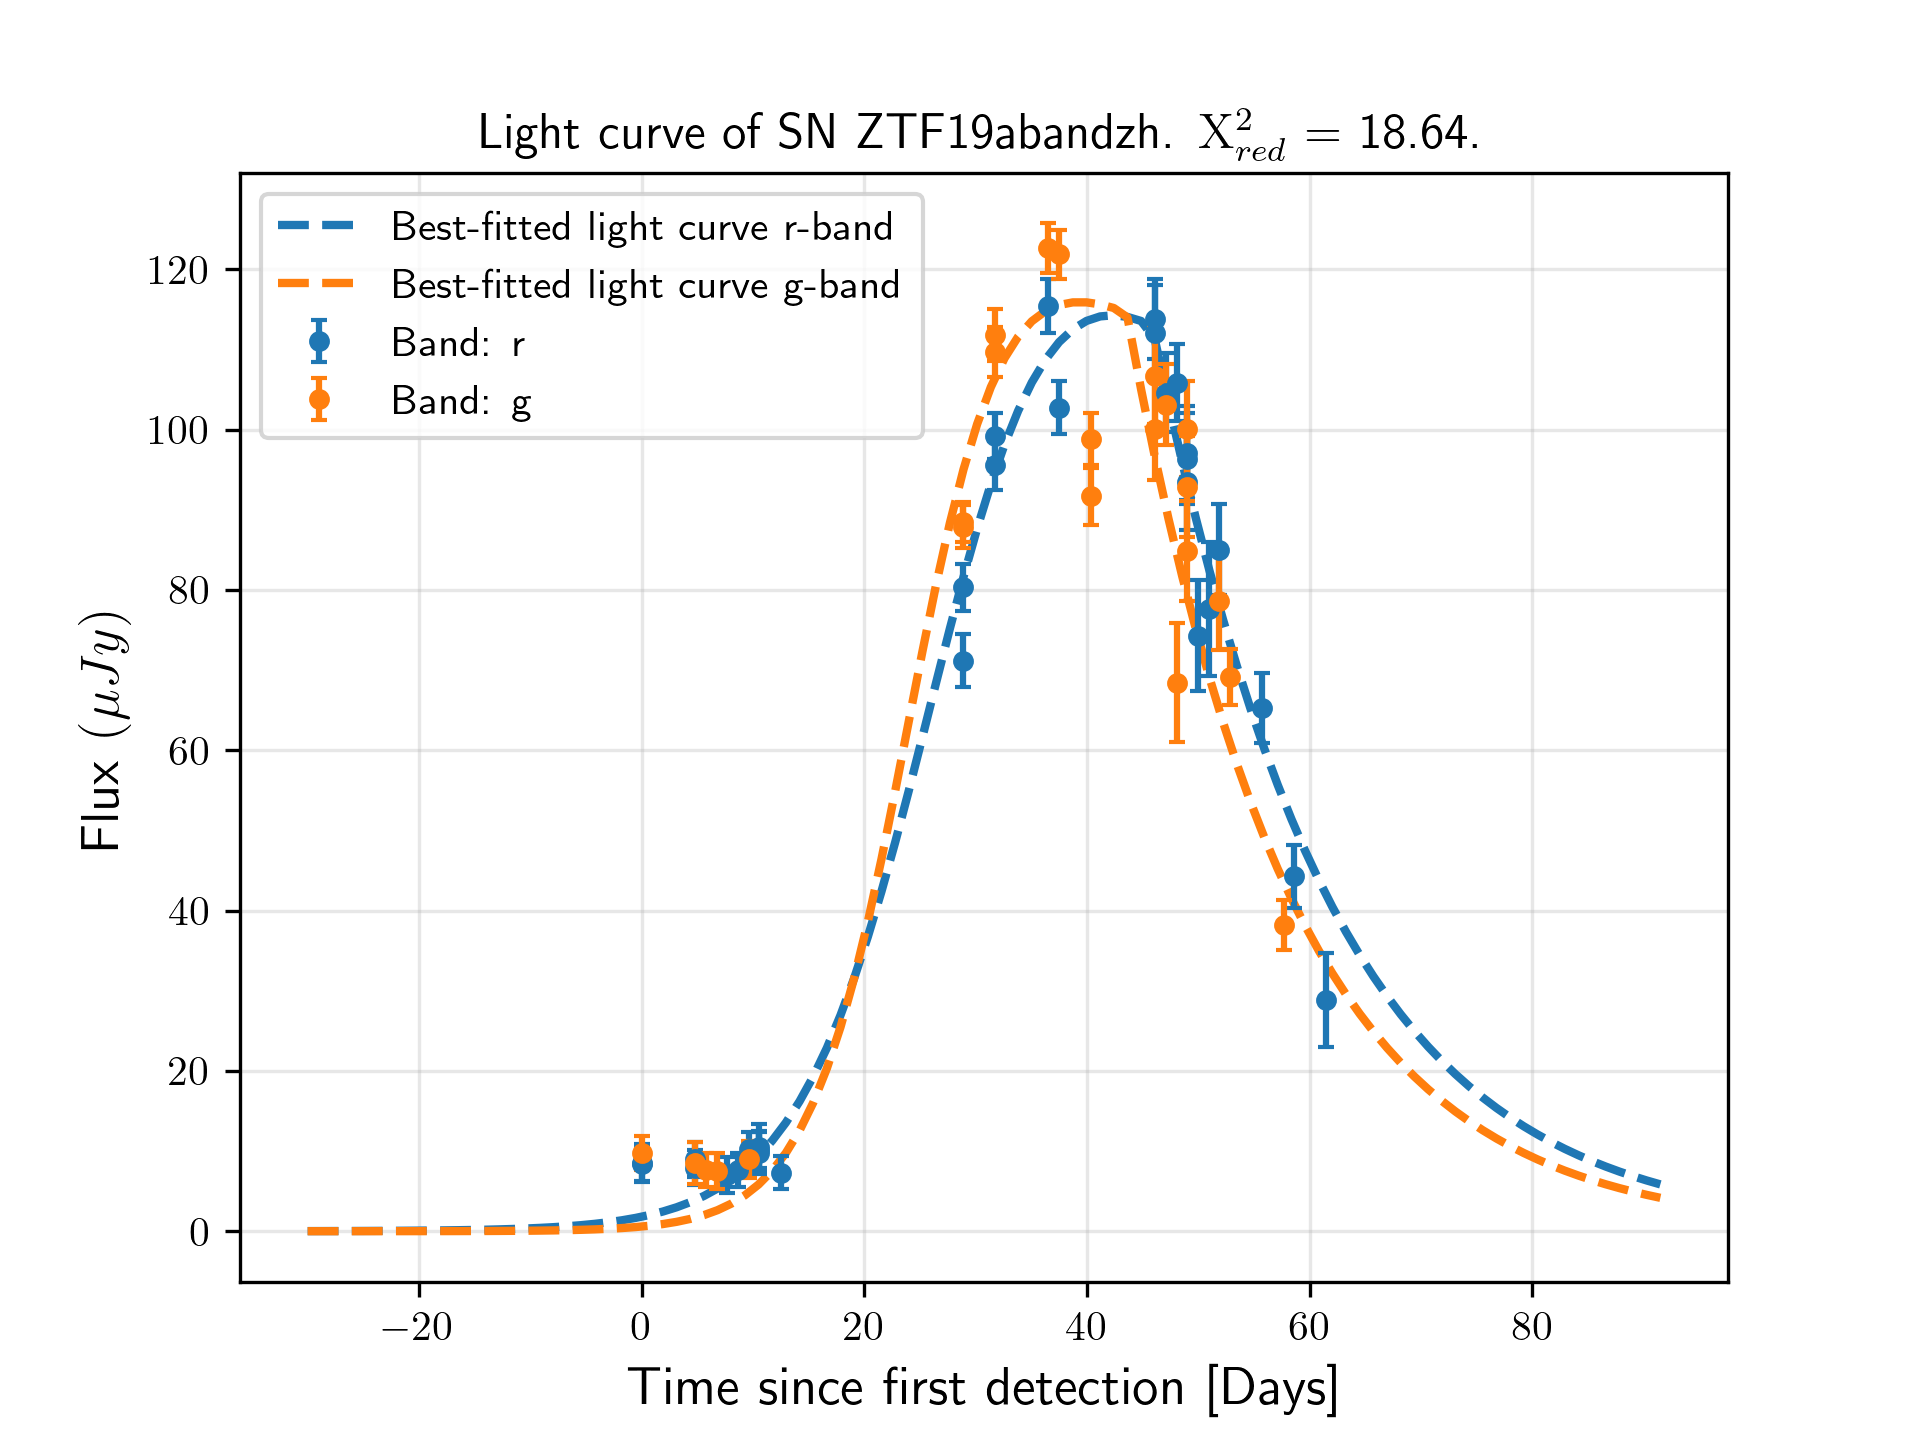 Light curve of SN ZTF19abandzh. X²red = 18.64.
Best-fitted light curve r-band
Best-fitted light curve g-band
Band: r
Band: g
Flux (μJy)
120
100
80
60
40
20
0
−20 0 20 40 60 80
Time since first detection [Days]